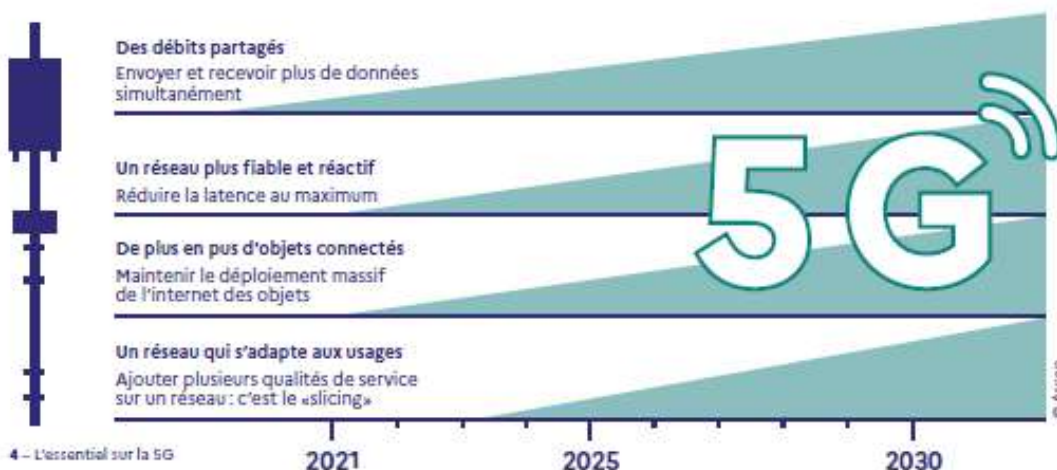 Des débits partagés
Envoyer et recevoir plus de données
simultanément
Un réseau plus fiable et réactif
Réduire la latence au maximum
De plus en pus d'objets connectés
Maintenir le déploiement massif
de l'internet des objets
Un réseau qui s'adapte aux usages
Ajouter plusieurs qualités de service
sur un réseau : c'est le «slicing»
5G
2021 2025 2030
4 – L'essentiel sur la 5G